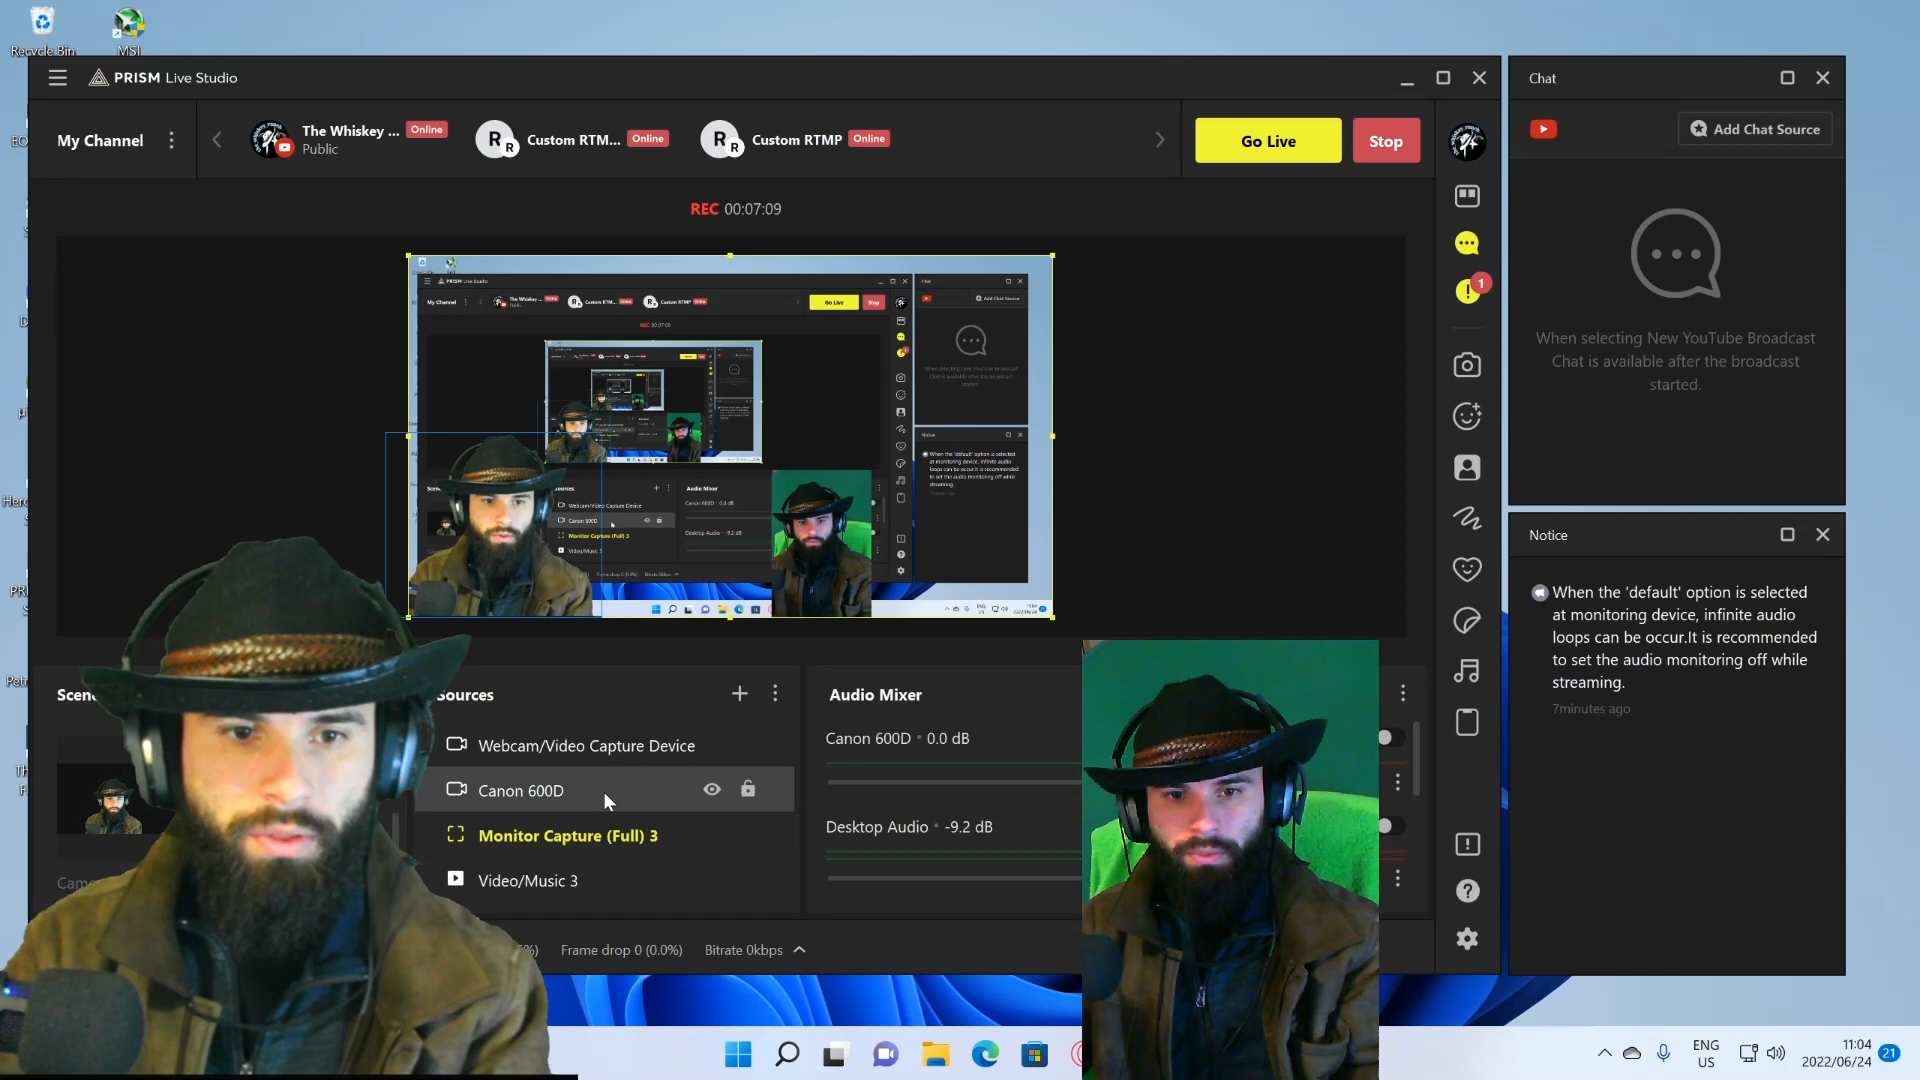 Recycle Bin
MSI
PRISM Live Studio
My Channel
The Whiskey ...
Online
Public
R
R
Custom RTM...
Online
R
R
Custom RTMP
Online
Go Live
Stop
REC 00:07:09
1
Chat
Add Chat Source
When selecting New YouTube Broadcast
Chat is available after the broadcast
started.
Notice
When the 'default' option is selected
at monitoring device, infinite audio
loops can be occur.It is recommended
to set the audio monitoring off while
streaming.
7minutes ago
Sources
Webcam/Video Capture Device
Canon 600D
Monitor Capture (Full) 3
Video/Music 3
Audio Mixer
Canon 600D • 0.0 dB
Desktop Audio • -9.2 dB
Frame drop 0 (0.0%)
Bitrate 0kbps
ENG
US
11:04
2022/06/24
21